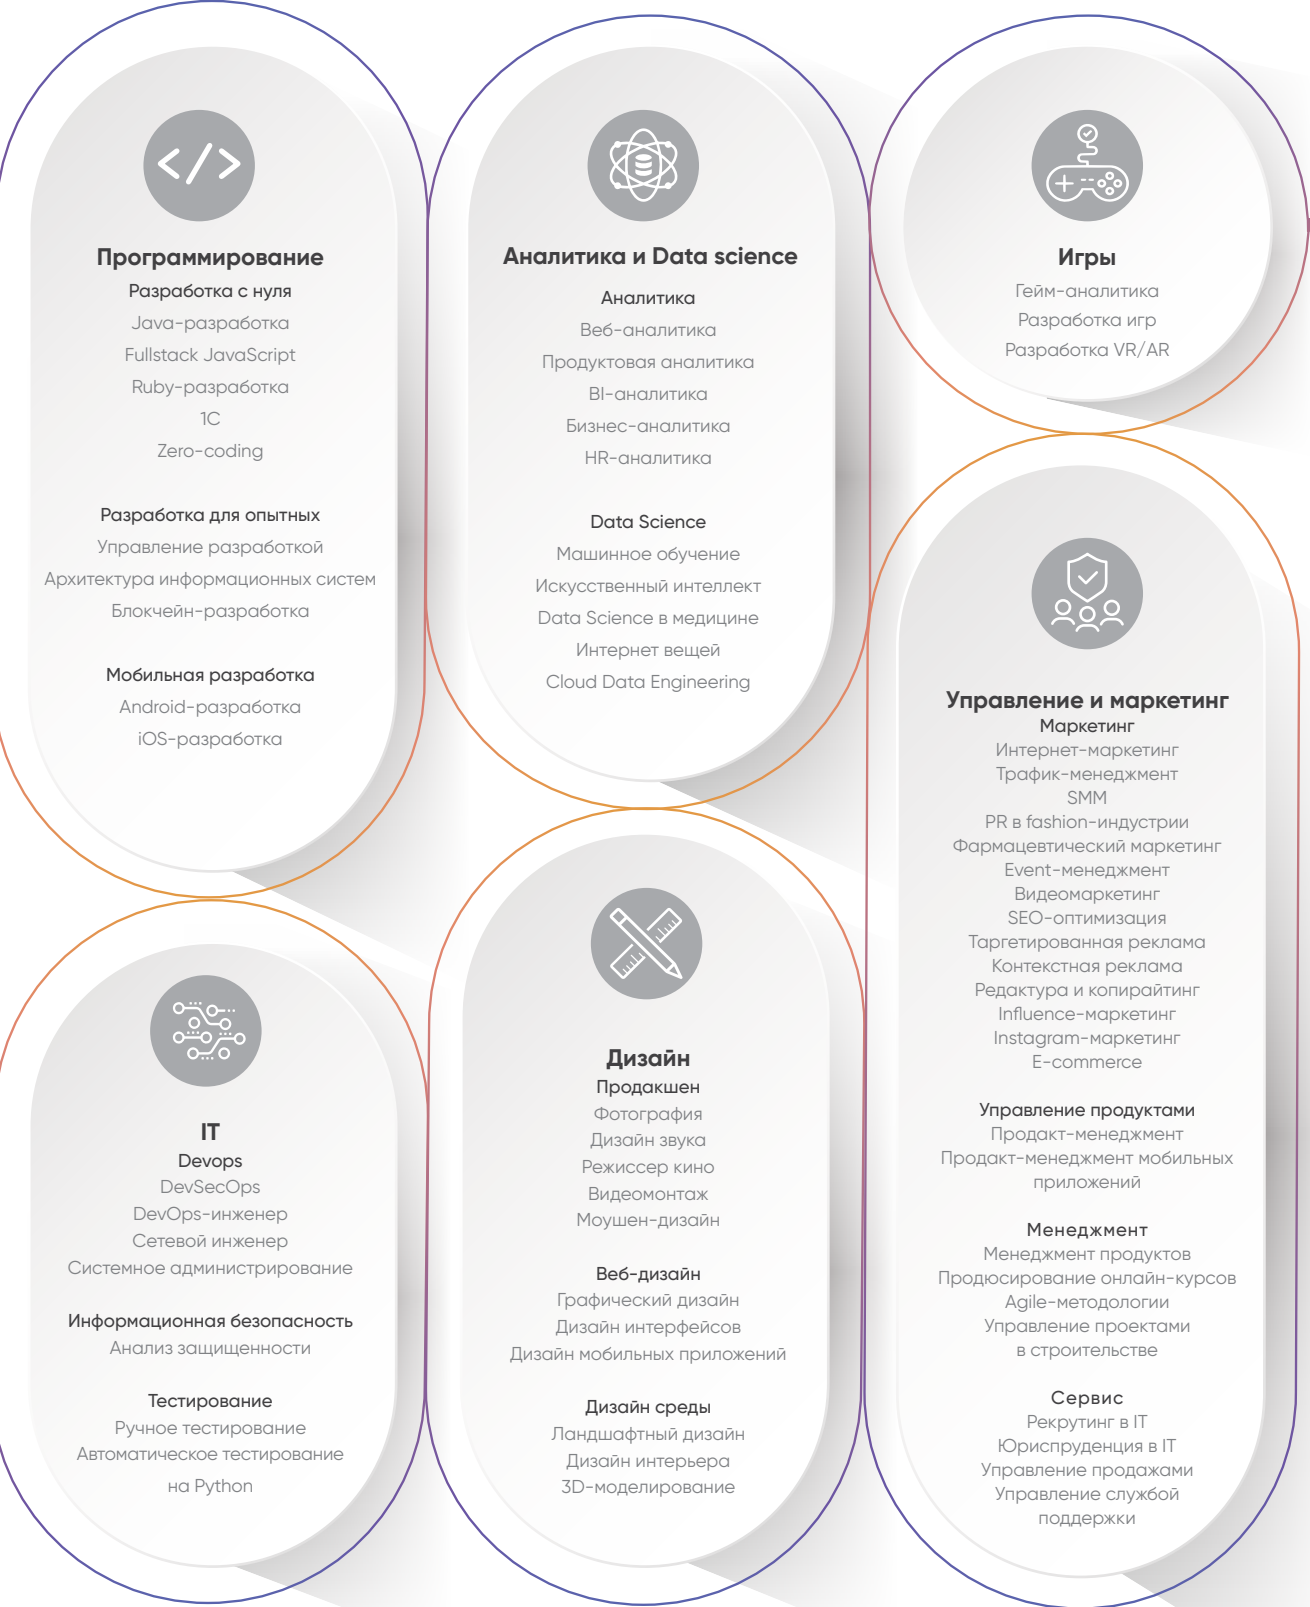 Программирование
Разработка с нуля
Java-разработка
Fullstack JavaScript
Ruby-разработка
1C
Zero-coding
Разработка для опытных
Управление разработкой
Архитектура информационных систем
Блокчейн-разработка
Мобильная разработка
Android-разработка
iOS-разработка
Аналитика и Data science
Аналитика
Веб-аналитика
Продуктовая аналитика
BI-аналитика
Бизнес-аналитика
HR-аналитика
Data Science
Машинное обучение
Искусственный интеллект
Data Science в медицине
Интернет вещей
Cloud Data Engineering
Игры
Гейм-аналитика
Разработка игр
Разработка VR/AR
IT
Devops
DevSecOps
DevOps-инженер
Сетевой инженер
Системное администрирование
Информационная безопасность
Анализ защищенности
Тестирование
Ручное тестирование
Автоматическое тестирование
на Python
Дизайн
Продакшен
Фотография
Дизайн звука
Режиссер кино
Видеомонтаж
Моушен-дизайн
Веб-дизайн
Графический дизайн
Дизайн интерфейсов
Дизайн мобильных приложений
Дизайн среды
Ландшафтный дизайн
Дизайн интерьера
3D-моделирование
Управление и маркетинг
Маркетинг
Интернет-маркетинг
Трафик-менеджмент
SMM
PR в fashion-индустрии
Фармацевтический маркетинг
Event-менеджмент
Видеомаркетинг
SEO-оптимизация
Таргетированная реклама
Контекстная реклама
Редактура и копирайтинг
Influence-маркетинг
Instagram-маркетинг
E-commerce
Управление продуктами
Продакт-менеджмент
Продакт-менеджмент мобильных
приложений
Менеджмент
Менеджмент продуктов
Продюсирование онлайн-курсов
Agile-методологии
Управление проектами
в строительстве
Сервис
Рекрутинг в IT
Юриспруденция в IT
Управление продажами
Управление службой
поддержки